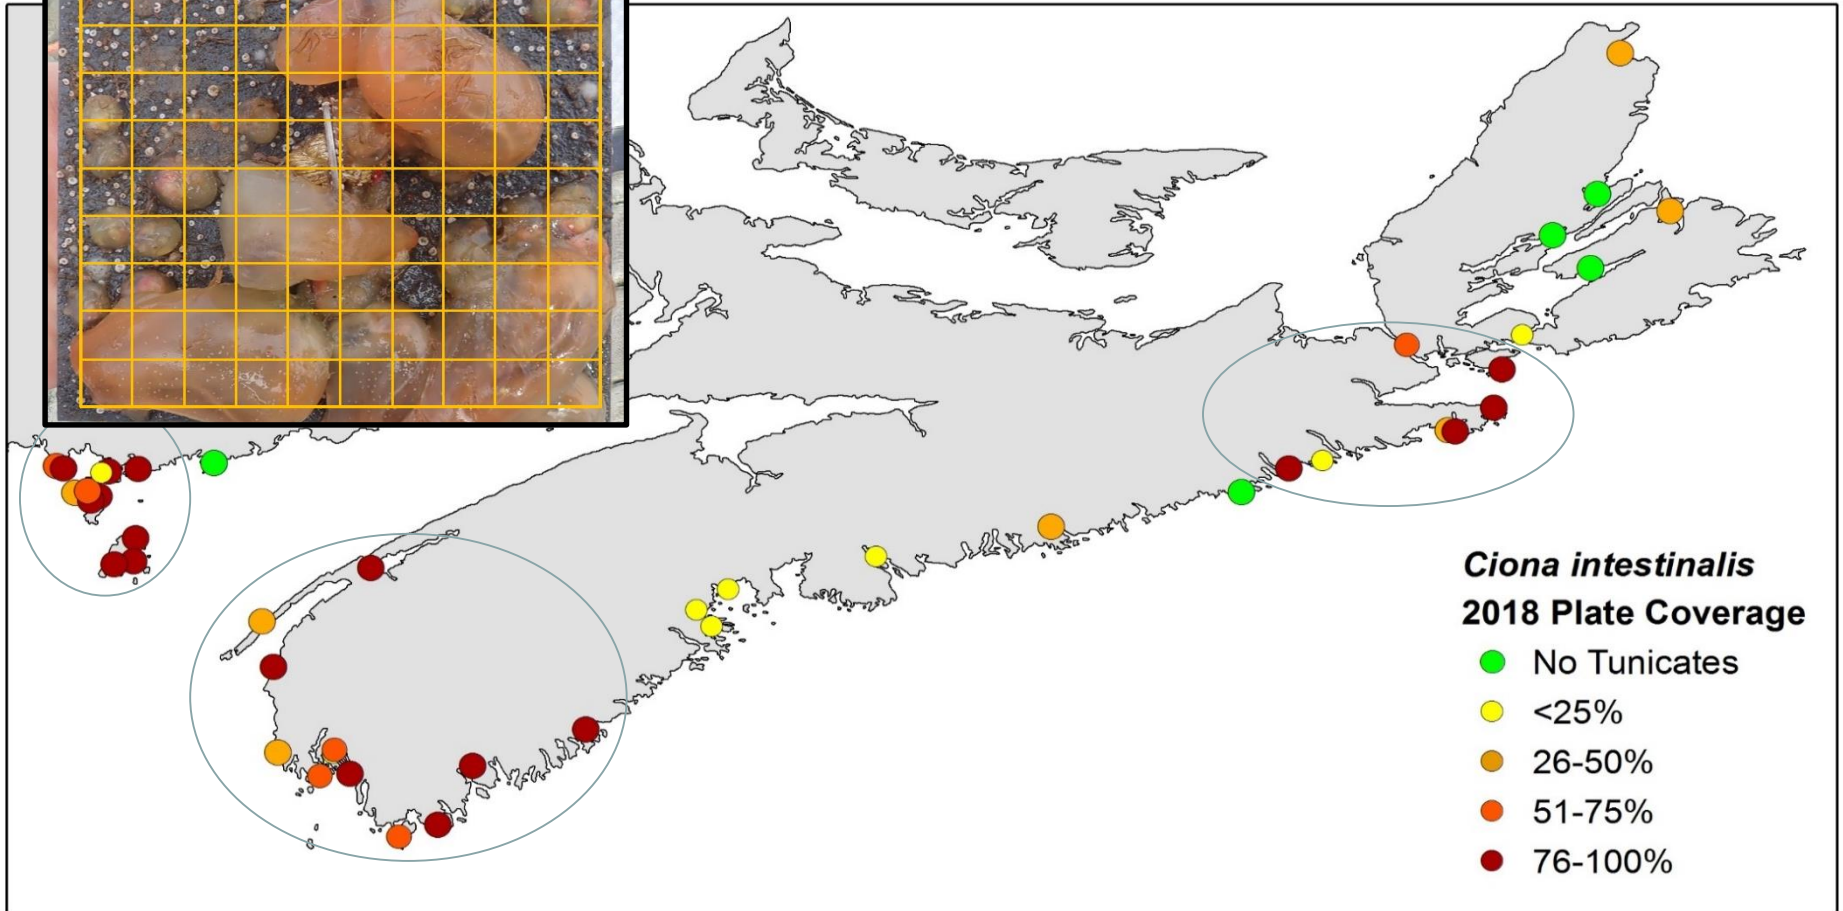 Ciona intestinalis
2018 Plate Coverage
No Tunicates
<25%
26-50%
51-75%
76-100%